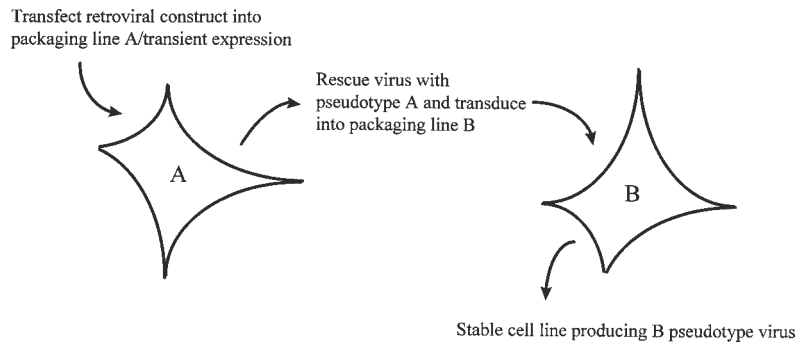 Transfect retroviral construct into
packaging line A/transient expression
Rescue virus with
pseudotype A and transduce
into packaging line B
A
B
Stable cell line producing B pseudotype virus